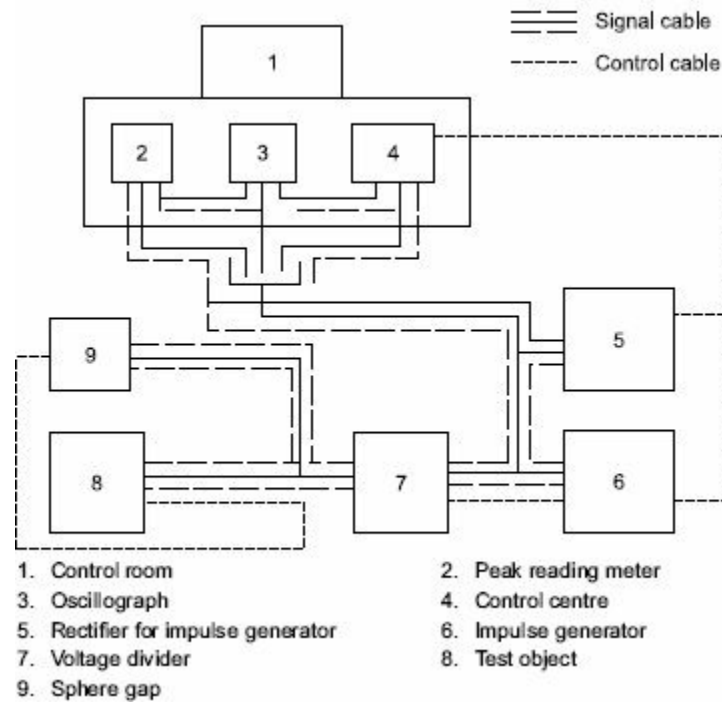 Signal cable
Control cable
1
2 3 4
5
9
8 7 6
1. Control room 2. Peak reading meter
3. Oscillograph 4. Control centre
5. Rectifier for impulse generator 6. Impulse generator
7. Voltage divider 8. Test object
9. Sphere gap